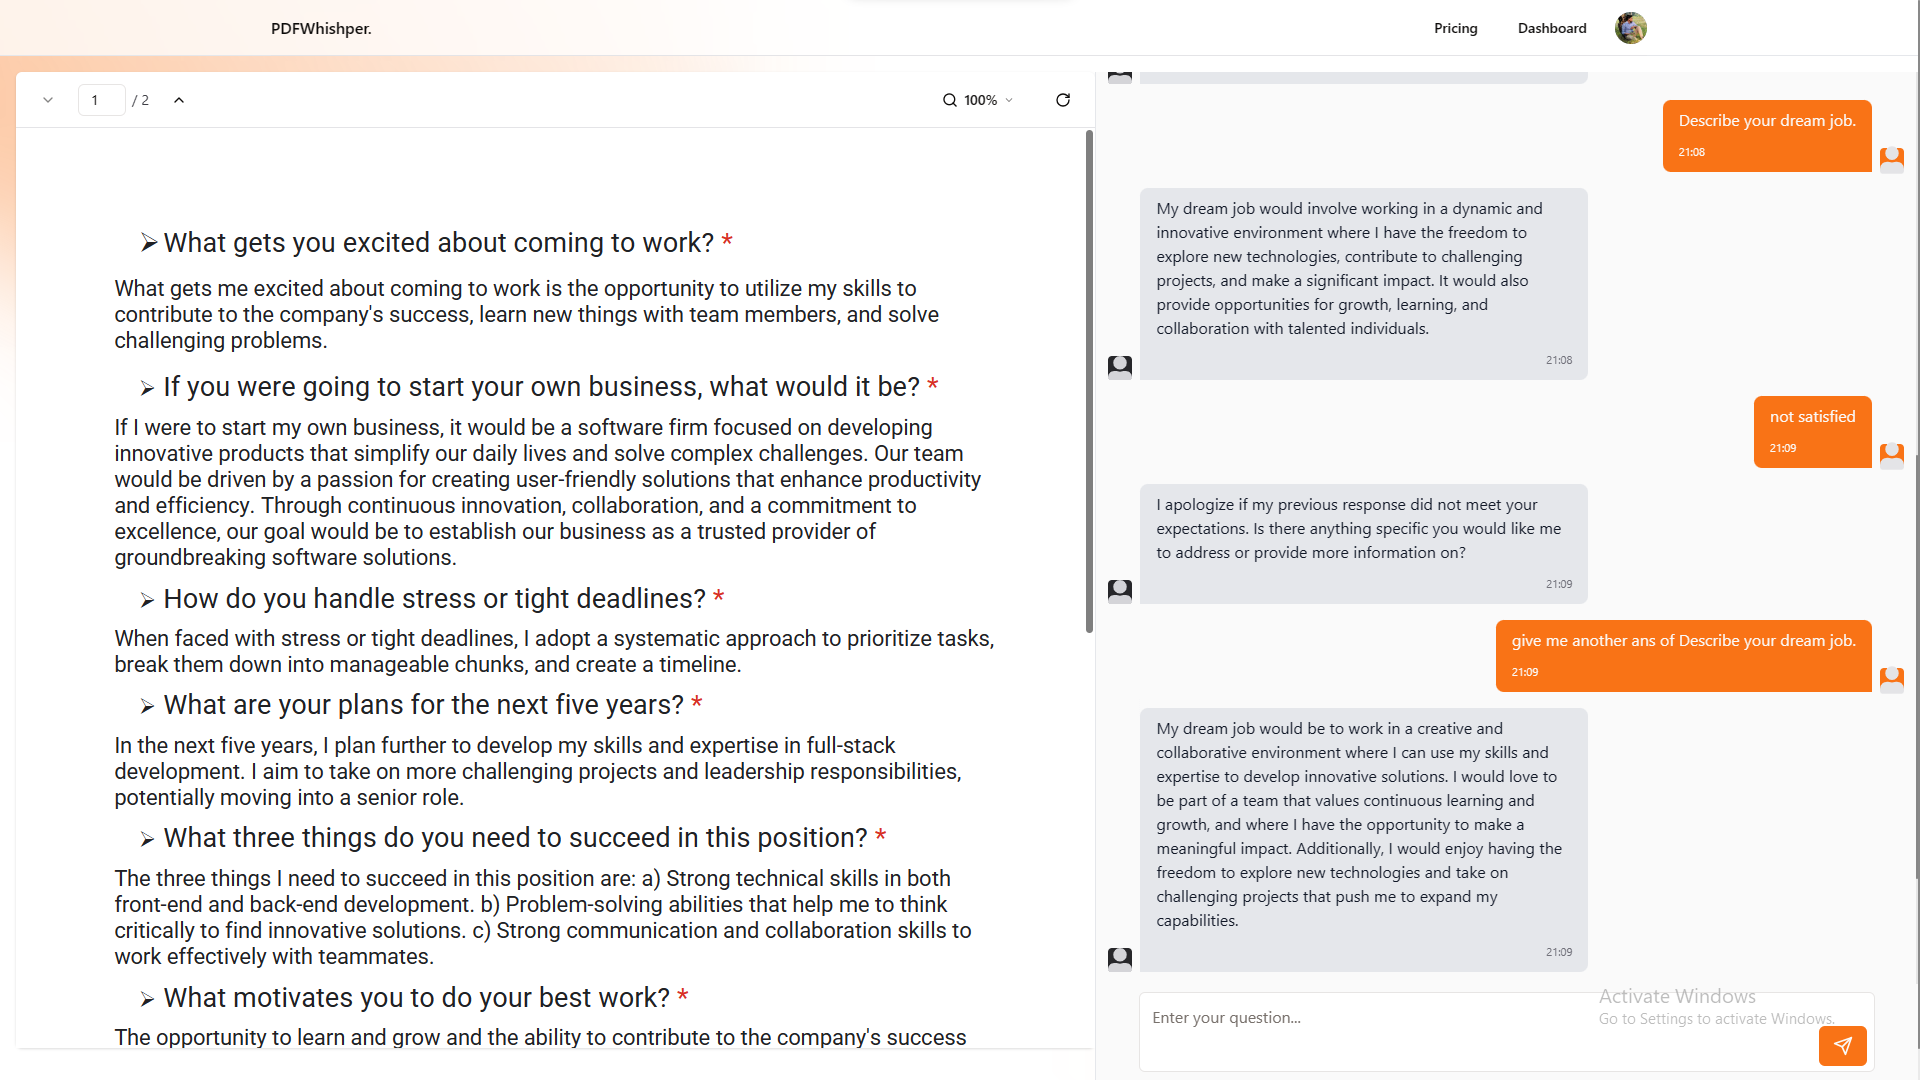 PDFWhishper.
Pricing
Dashboard
1 / 2
100%
➢ What gets you excited about coming to work? *
What gets me excited about coming to work is the opportunity to utilize my skills to
contribute to the company's success, learn new things with team members, and solve
challenging problems.
➢ If you were going to start your own business, what would it be? *
If I were to start my own business, it would be a software firm focused on developing
innovative products that simplify our daily lives and solve complex challenges. Our team
would be driven by a passion for creating user-friendly solutions that enhance productivity
and efficiency. Through continuous innovation, collaboration, and a commitment to
excellence, our goal would be to establish our business as a trusted provider of
groundbreaking software solutions.
➢ How do you handle stress or tight deadlines? *
When faced with stress or tight deadlines, I adopt a systematic approach to prioritize tasks,
break them down into manageable chunks, and create a timeline.
➢ What are your plans for the next five years? *
In the next five years, I plan further to develop my skills and expertise in full-stack
development. I aim to take on more challenging projects and leadership responsibilities,
potentially moving into a senior role.
➢ What three things do you need to succeed in this position? *
The three things I need to succeed in this position are: a) Strong technical skills in both
front-end and back-end development. b) Problem-solving abilities that help me to think
critically to find innovative solutions. c) Strong communication and collaboration skills to
work effectively with teammates.
➢ What motivates you to do your best work? *
The opportunity to learn and grow and the ability to contribute to the company's success
Describe your dream job.
21:08
My dream job would involve working in a dynamic and
innovative environment where I have the freedom to
explore new technologies, contribute to challenging
projects, and make a significant impact. It would also
provide opportunities for growth, learning, and
collaboration with talented individuals.
21:08
not satisfied
21:09
I apologize if my previous response did not meet your
expectations. Is there anything specific you would like me
to address or provide more information on?
21:09
give me another ans of Describe your dream job.
21:09
My dream job would be to work in a creative and
collaborative environment where I can use my skills and
expertise to develop innovative solutions. I would love to
be part of a team that values continuous learning and
growth, and where I have the opportunity to make a
meaningful impact. Additionally, I would enjoy having the
freedom to explore new technologies and take on
challenging projects that push me to expand my
capabilities.
21:09
Enter your question...
Activate Windows
Go to Settings to activate Windows.